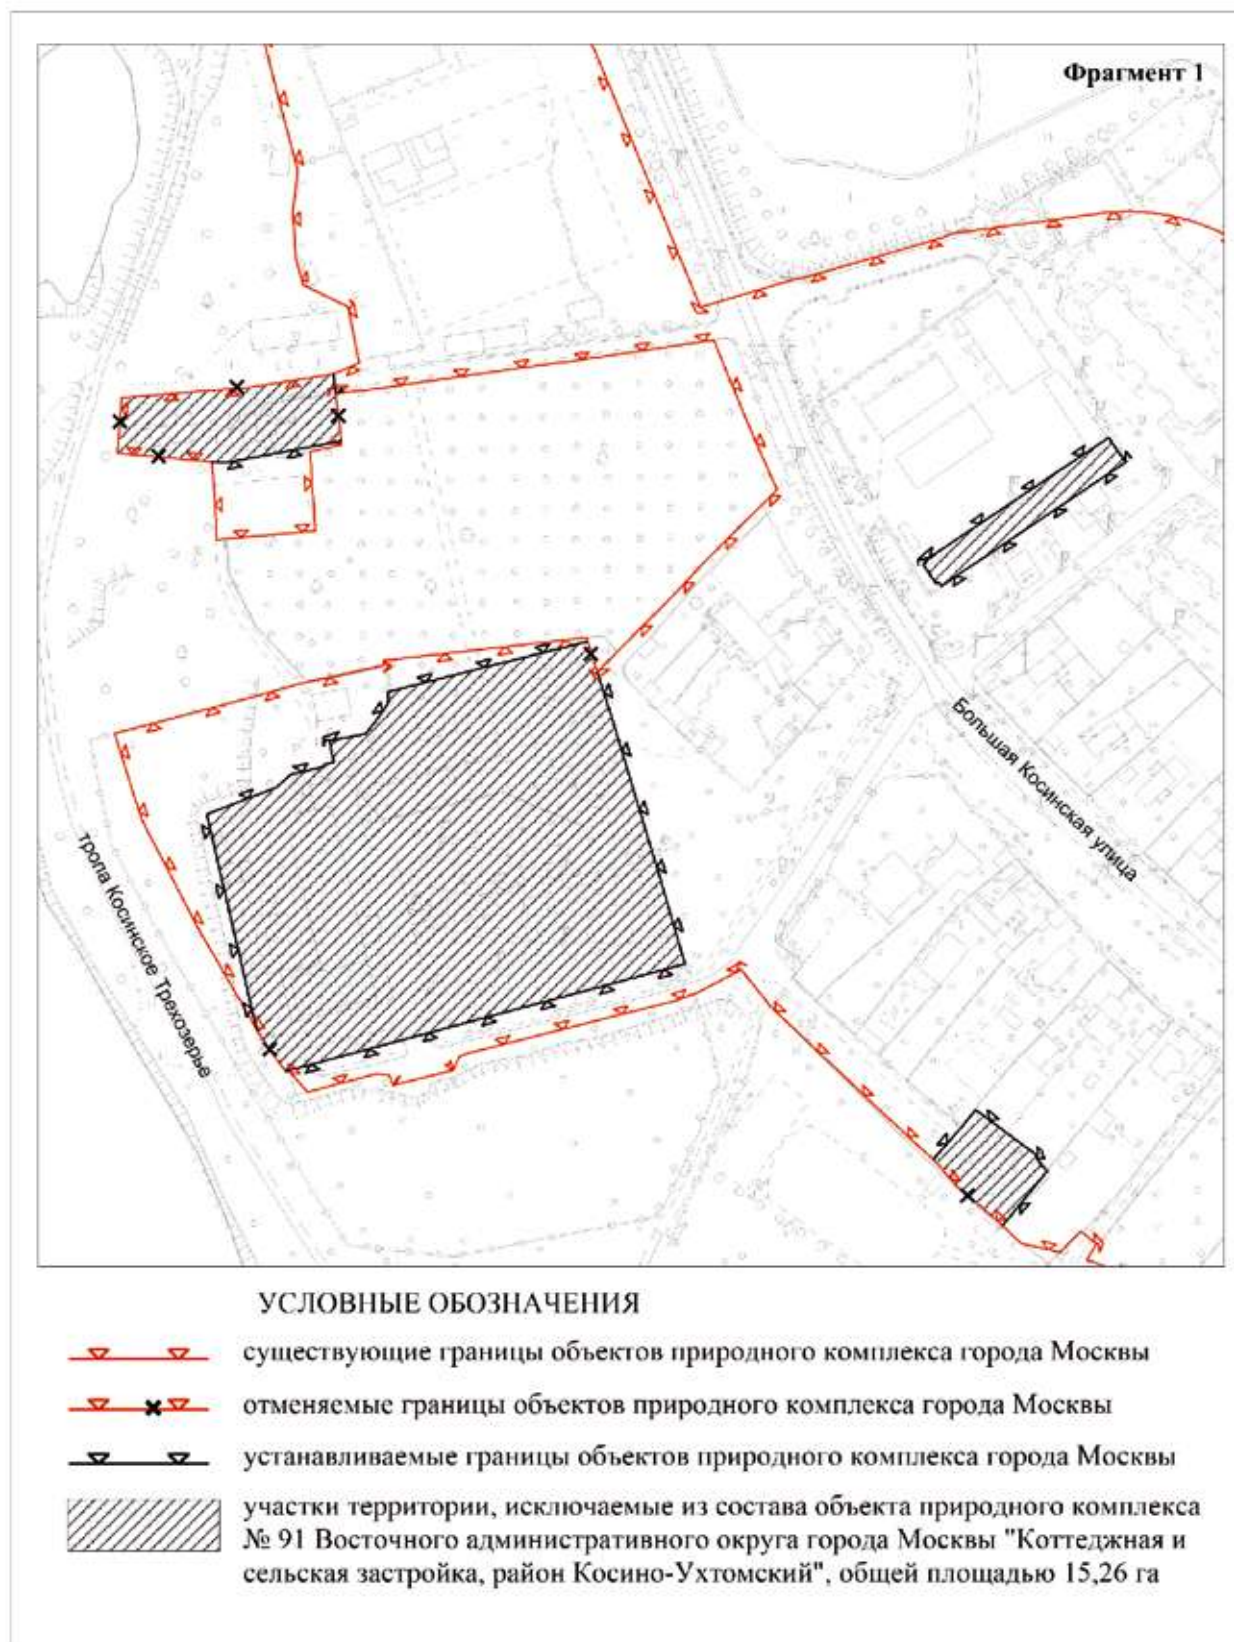 Фрагмент 1
Большая Косинская улица
тропа Косинское Трехозерье
УСЛОВНЫЕ ОБОЗНАЧЕНИЯ
существующие границы объектов природного комплекса города Москвы
отменяемые границы объектов природного комплекса города Москвы
устанавливаемые границы объектов природного комплекса города Москвы
участки территории, исключаемые из состава объекта природного комплекса
№ 91 Восточного административного округа города Москвы "Коттеджная и
сельская застройка, район Косино-Ухтомский", общей площадью 15,26 га